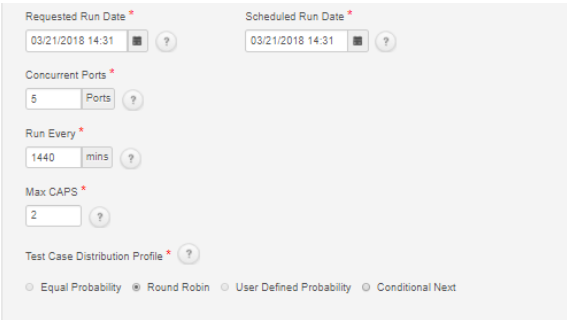 Requested Run Date * Scheduled Run Date *
03/21/2018 14:31 ? 03/21/2018 14:31 ?
Concurrent Ports *
5 Ports ?
Run Every *
1440 mins ?
Max CAPS *
2 ?
Test Case Distribution Profile * ?
Equal Probability Round Robin User Defined Probability Conditional Next